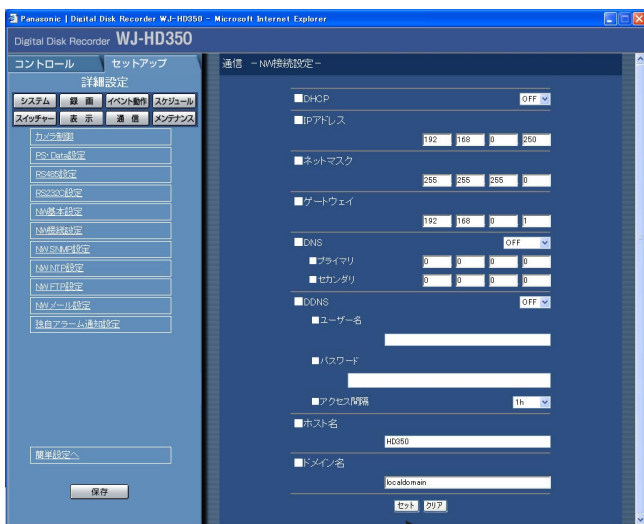 Panasonic | Digital Disk Recorder WJ-HD350 - Microsoft Internet Explorer
Digital Disk Recorder WJ-HD350
コントロール セットアップ
詳細設定
システム 録 画 イベント動作 スケジュール
スイッチャー 表 示 通 信 メンテナンス
カメラ制御
PS･Data設定
RS485設定
RS232C設定
NW基本設定
NW接続設定
NW SNMP設定
NW NTP設定
NW FTP設定
NWメール設定
独自アラーム通知設定
簡単設定へ
保存
通信 －NW接続設定－
■DHCP OFF
■IPアドレス
192 168 0 250
■ネットマスク
255 255 255 0
■ゲートウェイ
192 168 0 1
■DNS OFF
■プライマリ 0 0 0 0
■セカンダリ 0 0 0 0
■DDNS OFF
■ユーザー名
■パスワード
■アクセス間隔 1h
■ホスト名
HD350
■ドメイン名
localdomain
セット クリア